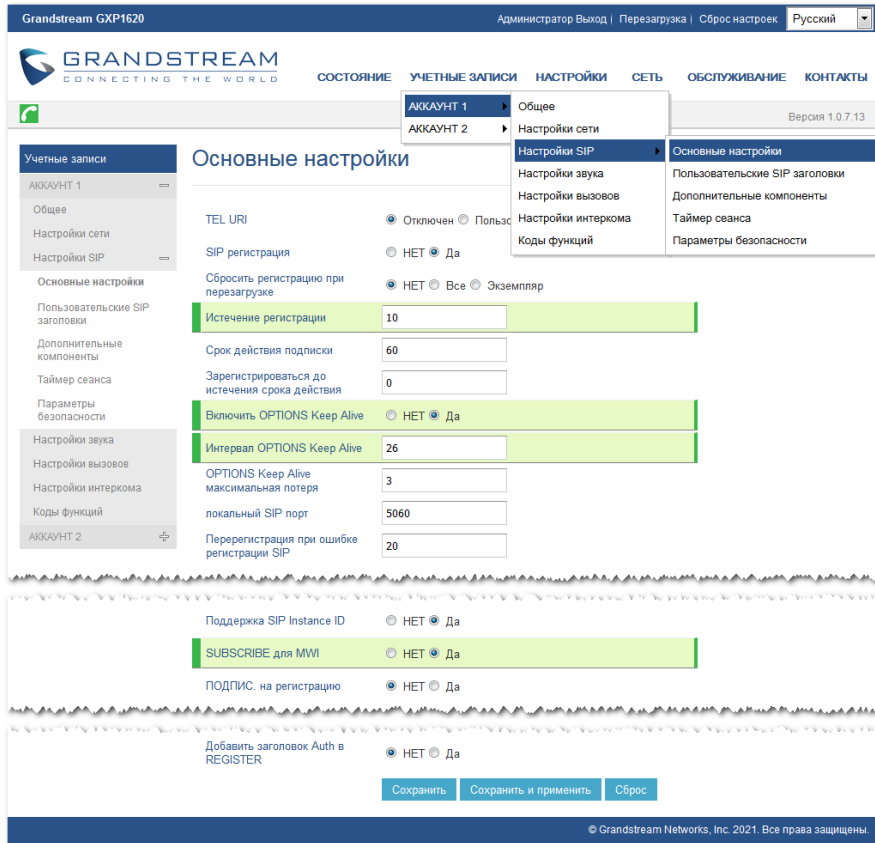 Grandstream GXP1620
Администратор Выход | Перезагрузка | Сброс настроек Русский
GRANDSTREAM
CONNECTING THE WORLD
СОСТОЯНИЕ УЧЕТНЫЕ ЗАПИСИ НАСТРОЙКИ СЕТЬ ОБСЛУЖИВАНИЕ КОНТАКТЫ
АККАУНТ 1
АККАУНТ 2
Общее
Настройки сети
Настройки SIP
Настройки звука
Настройки вызовов
Настройки интеркома
Коды функций
Основные настройки
Пользовательские SIP заголовки
Дополнительные компоненты
Таймер сеанса
Параметры безопасности
Версия 1.0.7.13
Учетные записи
АККАУНТ 1
Общее
Настройки сети
Настройки SIP
Основные настройки
Пользовательские SIP
заголовки
Дополнительные
компоненты
Таймер сеанса
Параметры
безопасности
Настройки звука
Настройки вызовов
Настройки интеркома
Коды функций
АККАУНТ 2
Основные настройки
TEL URI Отключен Пользо
SIP регистрация НЕТ Да
Сбросить регистрацию при
перезагрузке НЕТ Все Экземпляр
Истечение регистрации 10
Срок действия подписки 60
Зарегистрироваться до
истечения срока действия 0
Включить OPTIONS Keep Alive НЕТ Да
Интервал OPTIONS Keep Alive 26
OPTIONS Keep Alive
максимальная потеря 3
локальный SIP порт 5060
Перерегистрация при ошибке
регистрации SIP 20
Поддержка SIP Instance ID НЕТ Да
SUBSCRIBE для MWI НЕТ Да
ПОДПИС. на регистрацию НЕТ Да
Добавить заголовок Auth в
REGISTER НЕТ Да
Сохранить Сохранить и применить Сброс
© Grandstream Networks, Inc. 2021. Все права защищены.